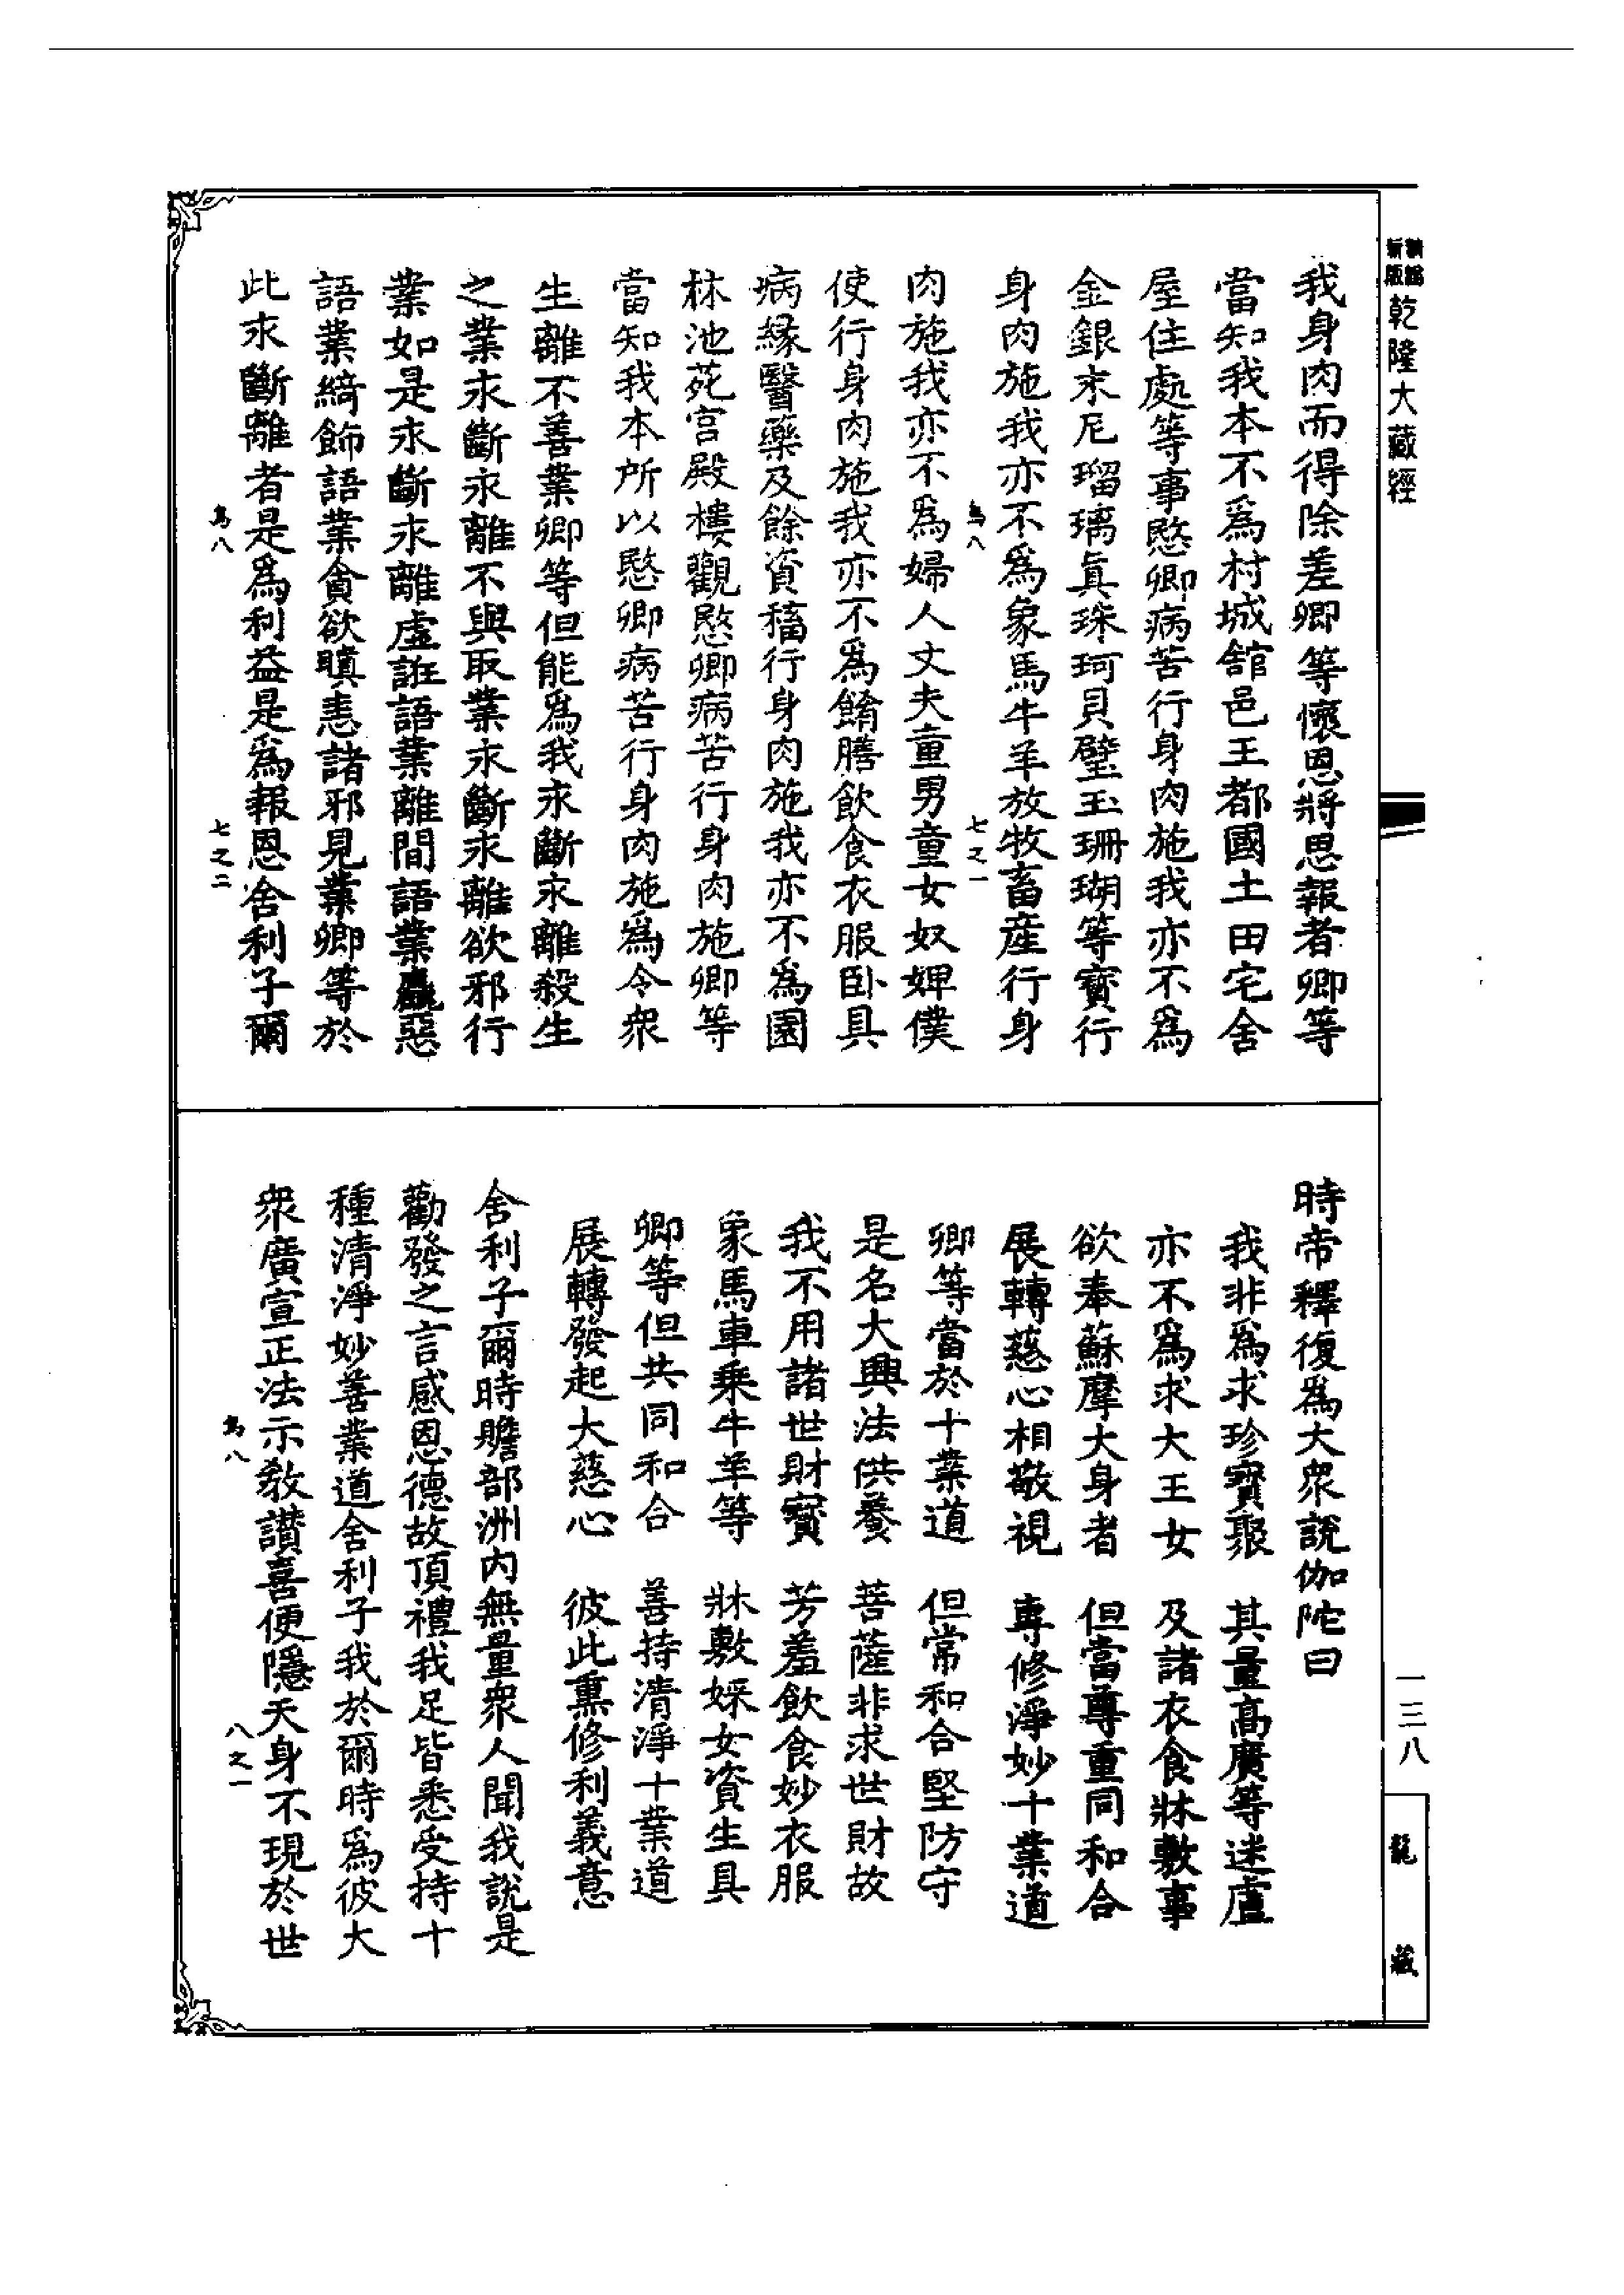 新編
新版
乾隆大藏經
我身肉而得除差卿等懷恩將思報者卿等
當知我本不爲村城舘邑王都國土田宅舍
屋住處等事愍卿病苦行身肉施我亦不爲
金銀末尼瑠璃眞珠珂貝璧玉珊瑚等寳行
身肉施我亦不爲象馬牛羊放牧畜産行身
爲八
七之一
肉施我亦不爲婦人丈夫童男童女奴婢僕
使行身肉施我亦不爲餚膳飲食衣服卧具
病緣醫藥及餘資稸行身肉施我亦不爲園
林池苑宮殿樓觀愍卿病苦行身肉施卿等
當知我本所以愍卿病苦行身肉施爲令衆
生離不善業卿等但能爲我永斷永離殺生
之業永斷永離不與取業永斷永離欲邪行
業如是永斷永離虛誑語業離間語業麤惡
語業綺飾語業貪欲瞋恚諸邪見業卿等於
此永斷離者是爲利益是爲報恩舍利子爾
爲八
七之二
時帝釋復爲大衆說伽陀曰
我非爲求珍寳聚　其量高廣等迷盧
亦不爲求大王女　及諸衣食牀敷事
欲奉蘇摩大身者　但當尊重同和合
展轉慈心相敬視　專修淨妙十業道
卿等當於十業道　但常和合堅防守
是名大興法供養　菩薩非求世財故
我不用諸世財寳　芳羞飲食妙衣服
象馬車乗牛羊等　牀敷婇女資生具
卿等但共同和合　善持清淨十業道
展轉發起大慈心　彼此熏修利義意
舍利子爾時贍部洲内無量衆人聞我說是
勸發之言感恩德故頂禮我足皆悉受持十
種清淨妙善業道舍利子我於爾時爲彼大
衆廣宣正法示敎讃喜便隱天身不現於世
爲八
八之一
一三八
龍藏